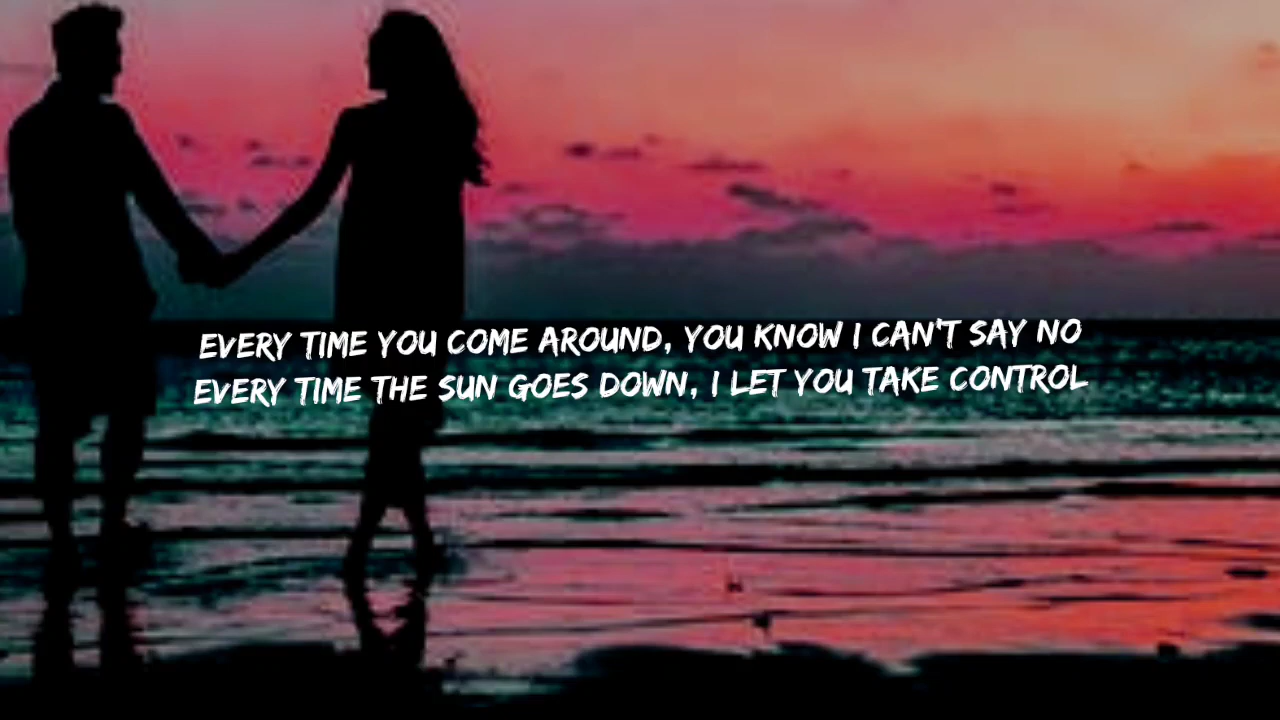 EVERY TIME YOU COME AROUND, YOU KNOW I CAN'T SAY NO
EVERY TIME THE SUN GOES DOWN, I LET YOU TAKE CONTROL